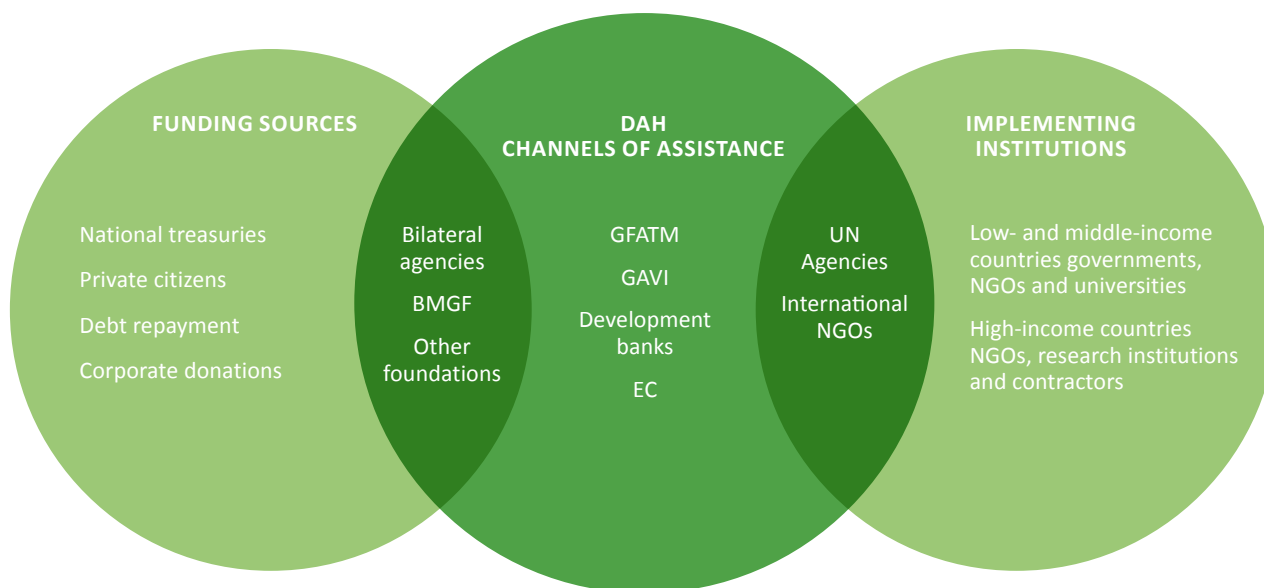 FUNDING SOURCES
National treasuries
Private citizens
Debt repayment
Corporate donations
Bilateral
agencies
BMGF
Other
foundations
DAH
CHANNELS OF ASSISTANCE
GFATM
GAVI
Development
banks
EC
UN
Agencies
International
NGOs
IMPLEMENTING
INSTITUTIONS
Low- and middle-income
countries governments,
NGOs and universities
High-income countries
NGOs, research institutions
and contractors